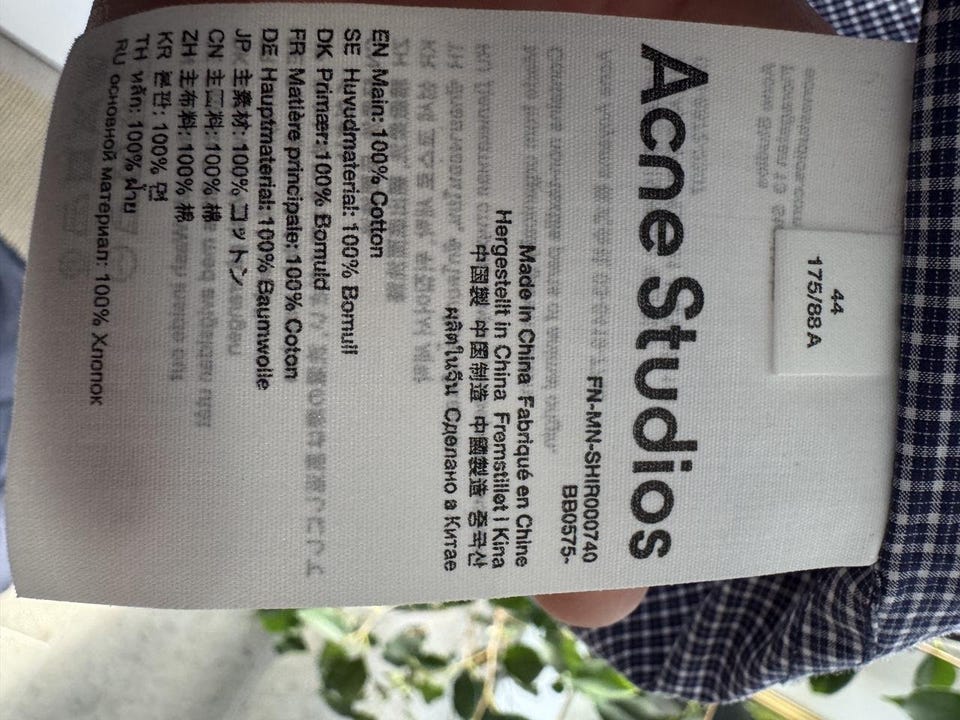 44
175/88 A
Acne Studios
FN-MN-SHIR000740
BB0575-
Made in China Fabriqué en Chine
Hergestellt in China Fremstillet i Kina
中國製 中国制造 中國製造 중국산
ผลิตในจีน Сделано в Китае
EN Main: 100% Cotton
SE Huvudmaterial: 100% Bomull
DK Primær: 100% Bomuld
FR Matière principale: 100% Coton
DE Hauptmaterial: 100% Baumwolle
JP 主素材: 100% コットン
CN 主面料: 100% 棉
ZH 主布料: 100% 棉
KR 본판: 100% 면
TH หลัก: 100% ฝ้าย
RU основной материал: 100% Хлопок